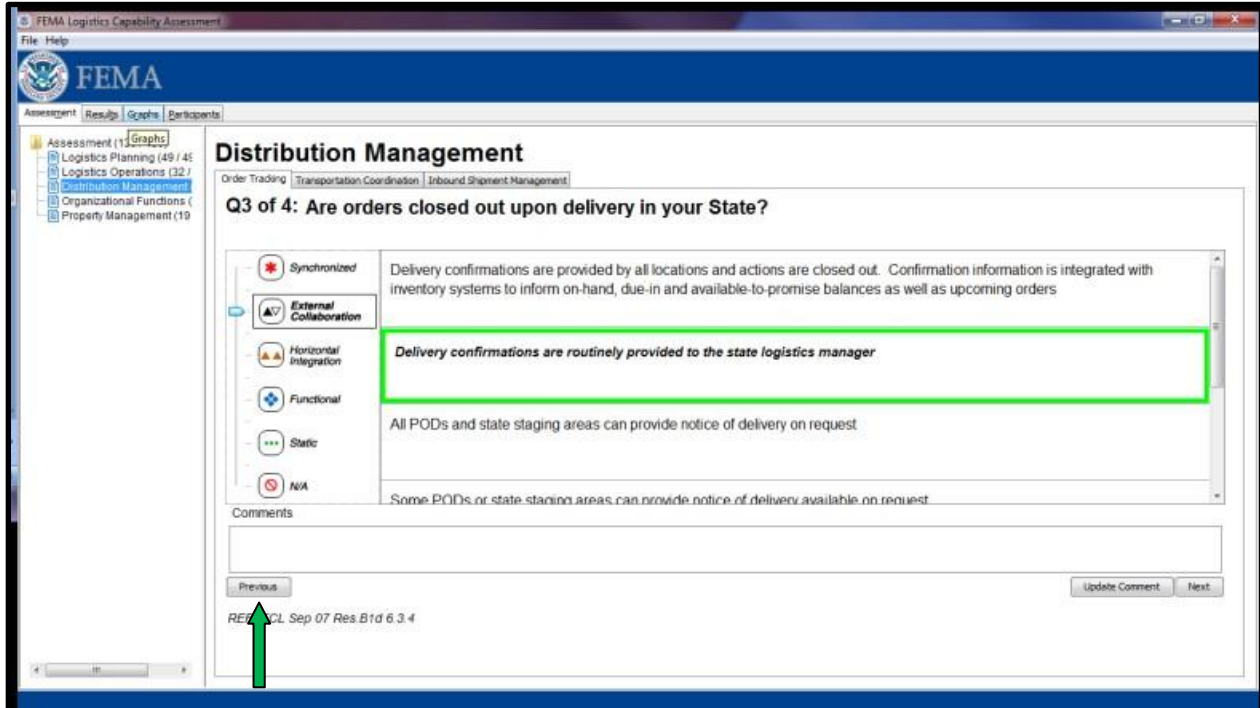 FEMA Logistics Capability Assessment
File Help
FEMA
Assessment Results Graphs Participants
Graphs
Assessment
Logistics Planning (49 / 49
Logistics Operations (32 /
Distribution Management
Organizational Functions (
Property Management (19
Distribution Management
Order Tracking Transportation Coordination Inbound Shipment Management
Q3 of 4: Are orders closed out upon delivery in your State?
Synchronized
External
Collaboration
Horizontal
Integration
Functional
Static
N/A
Delivery confirmations are provided by all locations and actions are closed out. Confirmation information is integrated with
inventory systems to inform on-hand, due-in and available-to-promise balances as well as upcoming orders
Delivery confirmations are routinely provided to the state logistics manager
All PODs and state staging areas can provide notice of delivery on request
Some PODs or state staging areas can provide notice of delivery available on request
Comments
Previous
Update Comment
Next
Sep 07 Res.B1d 6.3.4